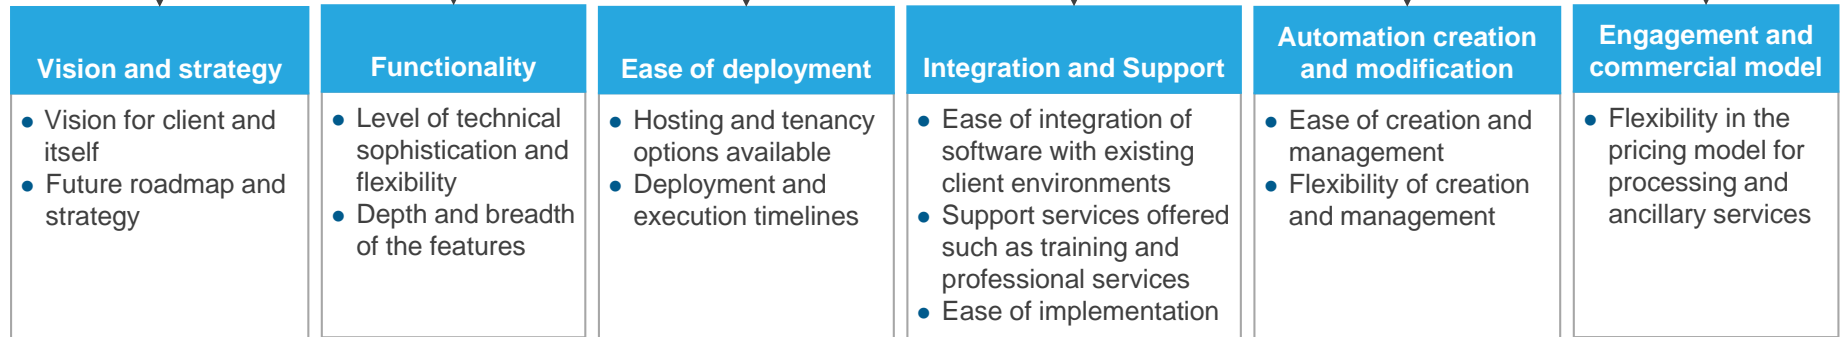 Vision and strategy
● Vision for client and
itself
● Future roadmap and
strategy
Functionality
● Level of technical
sophistication and
flexibility
● Depth and breadth
of the features
Ease of deployment
● Hosting and tenancy
options available
● Deployment and
execution timelines
Integration and Support
● Ease of integration of
software with existing
client environments
● Support services offered
such as training and
professional services
● Ease of implementation
Automation creation
and modification
● Ease of creation and
management
● Flexibility of creation
and management
Engagement and
commercial model
● Flexibility in the
pricing model for
processing and
ancillary services